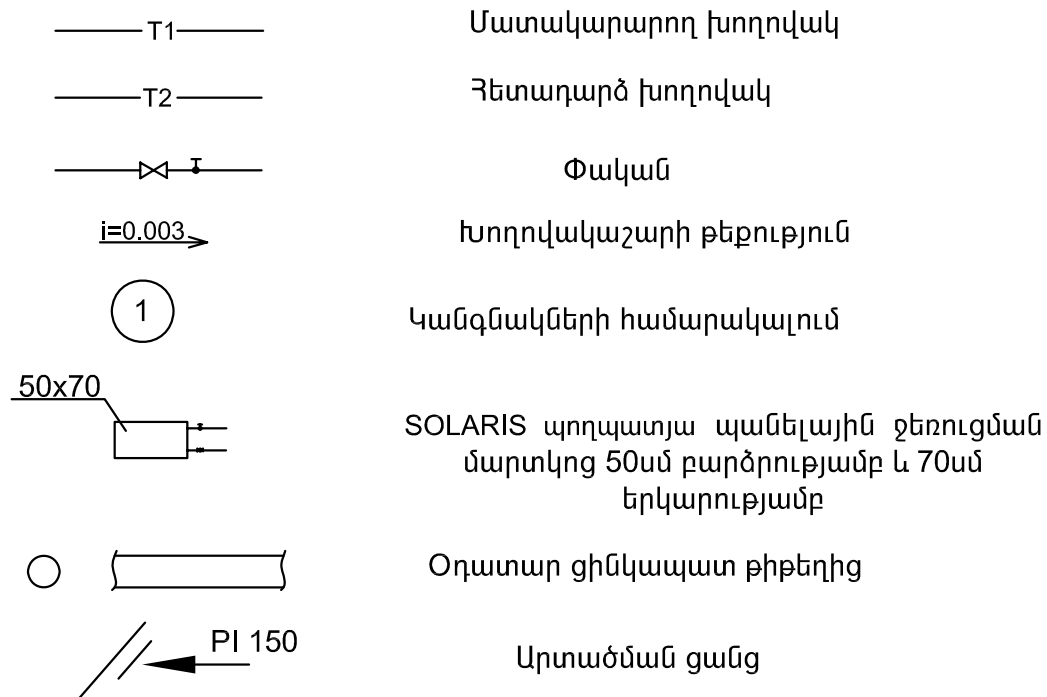 T1 Մատակարարող խողովակ
T2 Հետադարձ խողովակ
Փական
i=0.003 Խողովակաշարի թեքություն
1 Կանգնակների համարակալում
50x70
SOLARIS պողպատյա պանելային ջեռուցման
մարտկոց 50սմ բարձրությամբ և 70սմ
երկարությամբ
Օդատար ցինկապատ թիթեղից
PI 150 Արտածման ցանց